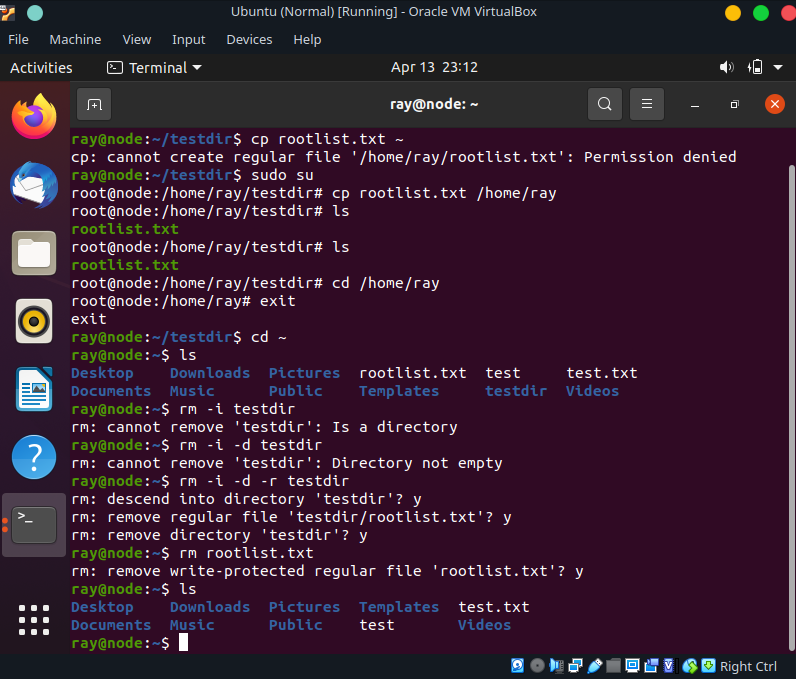 Ubuntu (Normal) [Running] - Oracle VM VirtualBox
File Machine View Input Devices Help
Activities Terminal Apr 13 23:12
ray@node: ~
ray@node:~/testdir$ cp rootlist.txt ~
cp: cannot create regular file '/home/ray/rootlist.txt': Permission denied
ray@node:~/testdir$ sudo su
root@node:/home/ray/testdir# cp rootlist.txt /home/ray
root@node:/home/ray/testdir# ls
rootlist.txt
root@node:/home/ray/testdir# ls
rootlist.txt
root@node:/home/ray/testdir# cd /home/ray
root@node:/home/ray# exit
exit
ray@node:~/testdir$ cd ~
ray@node:~$ ls
Desktop Downloads Pictures rootlist.txt test test.txt
Documents Music Public Templates testdir Videos
ray@node:~$ rm -i testdir
rm: cannot remove 'testdir': Is a directory
ray@node:~$ rm -i -d testdir
rm: cannot remove 'testdir': Directory not empty
ray@node:~$ rm -i -d -r testdir
rm: descend into directory 'testdir'? y
rm: remove regular file 'testdir/rootlist.txt'? y
rm: remove directory 'testdir'? y
ray@node:~$ rm rootlist.txt
rm: remove write-protected regular file 'rootlist.txt'? y
ray@node:~$ ls
Desktop Downloads Pictures Templates test.txt
Documents Music Public test Videos
ray@node:~$
Right Ctrl